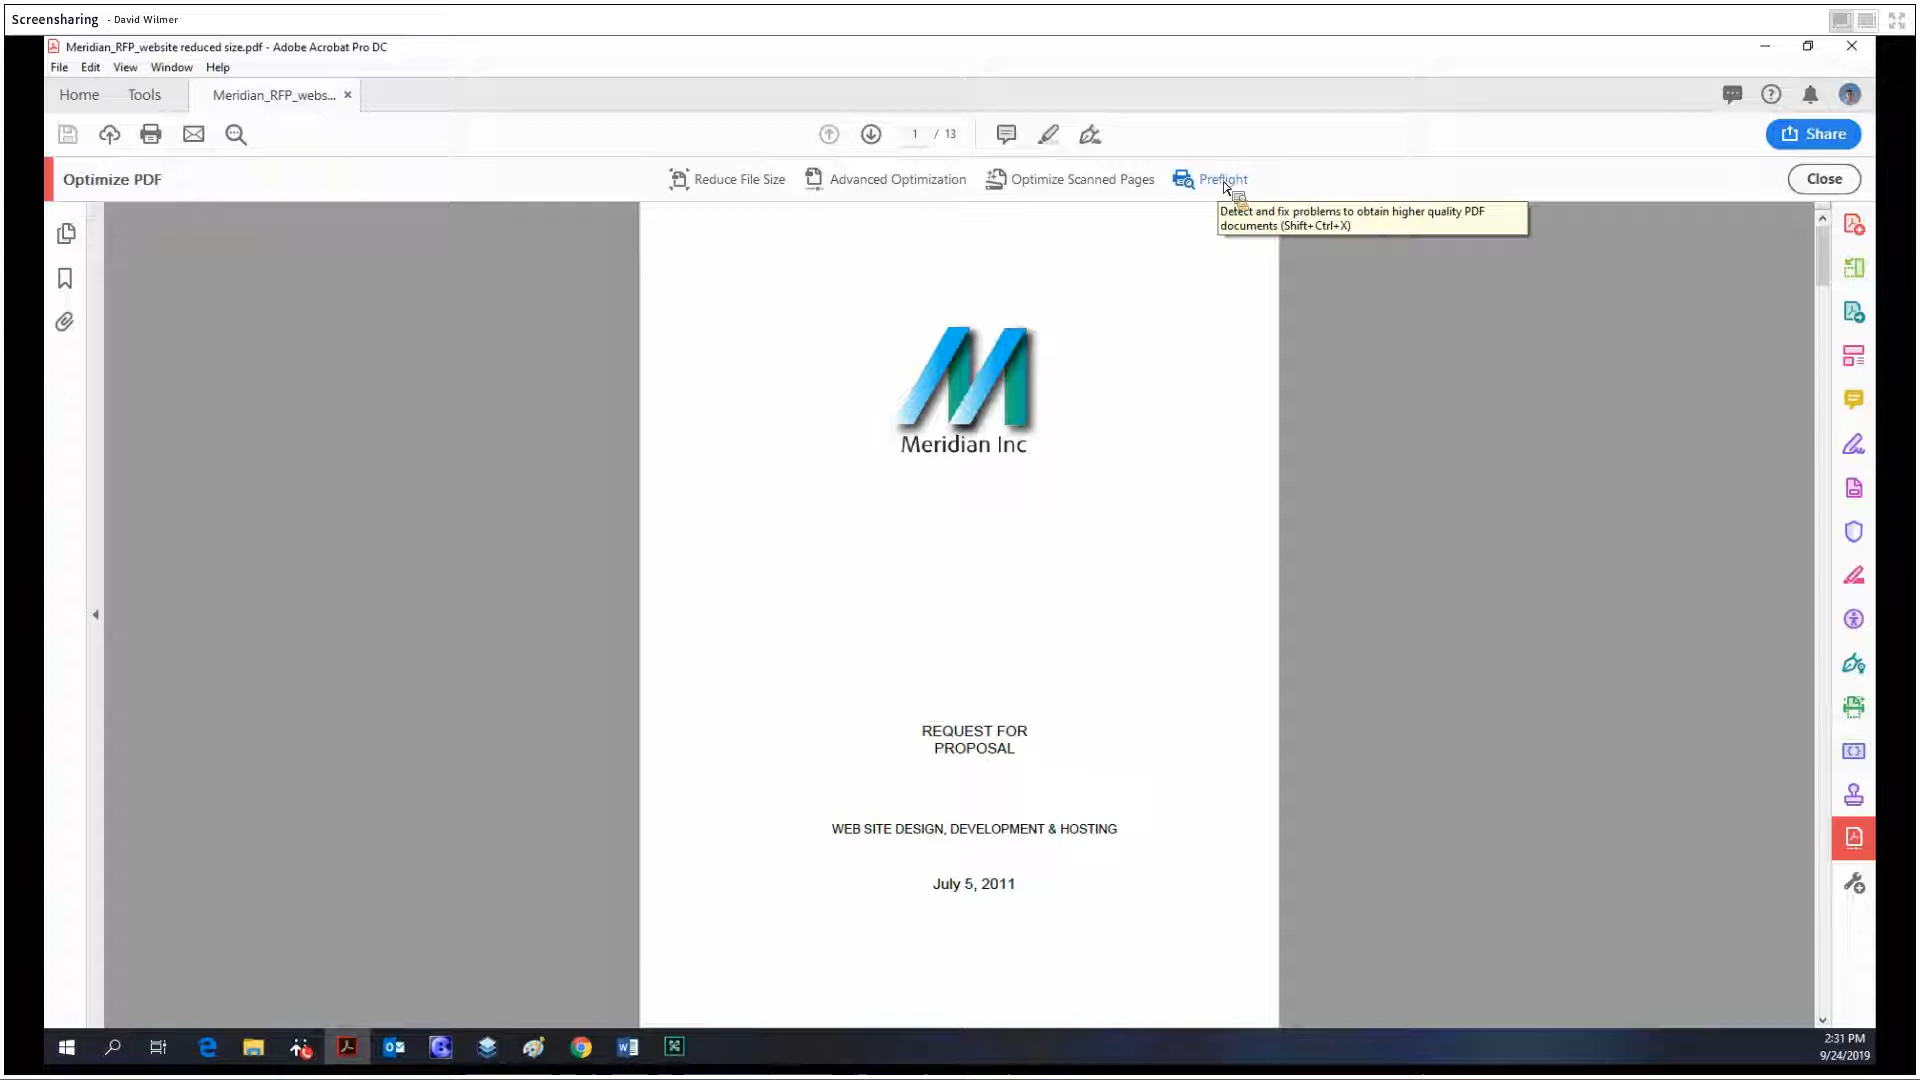 Screensharing - David Wilmer
Meridian_RFP_website reduced size.pdf - Adobe Acrobat Pro DC
File Edit View Window Help
Home Tools Meridian_RFP_webs... ×
1 / 13
Share
Optimize PDF Reduce File Size Advanced Optimization Optimize Scanned Pages Preflight Close
Detect and fix problems to obtain higher quality PDF
documents (Shift+Ctrl+X)
Meridian Inc
REQUEST FOR
PROPOSAL
WEB SITE DESIGN, DEVELOPMENT & HOSTING
July 5, 2011
2:31 PM
9/24/2019